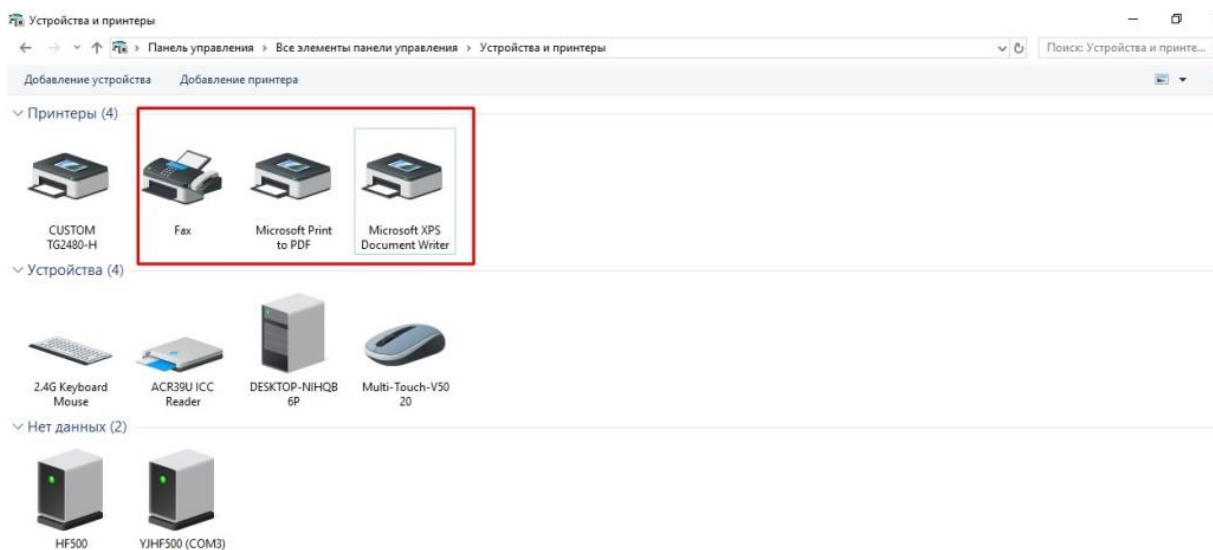 Устройства и принтеры
Панель управления › Все элементы панели управления › Устройства и принтеры
Поиск: Устройства и принте...
Добавление устройства Добавление принтера
Принтеры (4)
CUSTOM
TG2480-H
Fax
Microsoft Print
to PDF
Microsoft XPS
Document Writer
Устройства (4)
2.4G Keyboard
Mouse
ACR39U ICC
Reader
DESKTOP-NIHQB
6P
Multi-Touch-V50
20
Нет данных (2)
HF500
YJHF500 (COM3)